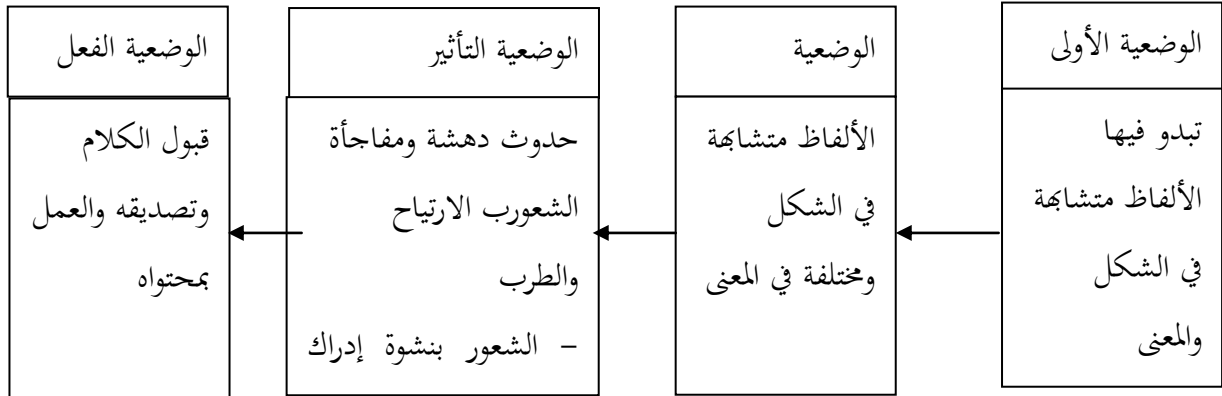 الوضعية الأولى
تبدو فيها
الألفاظ متشابهة
في الشكل
والمعنى
الوضعية
الألفاظ متشابهة
في الشكل
ومختلفة في المعنى
الوضعية التأثير
حدوث دهشة ومفاجأة
الشعورب الارتياح
والطرب
– الشعور بنشوة إدراك
الوضعية الفعل
قبول الكلام
وتصديقه والعمل
بمحتواه